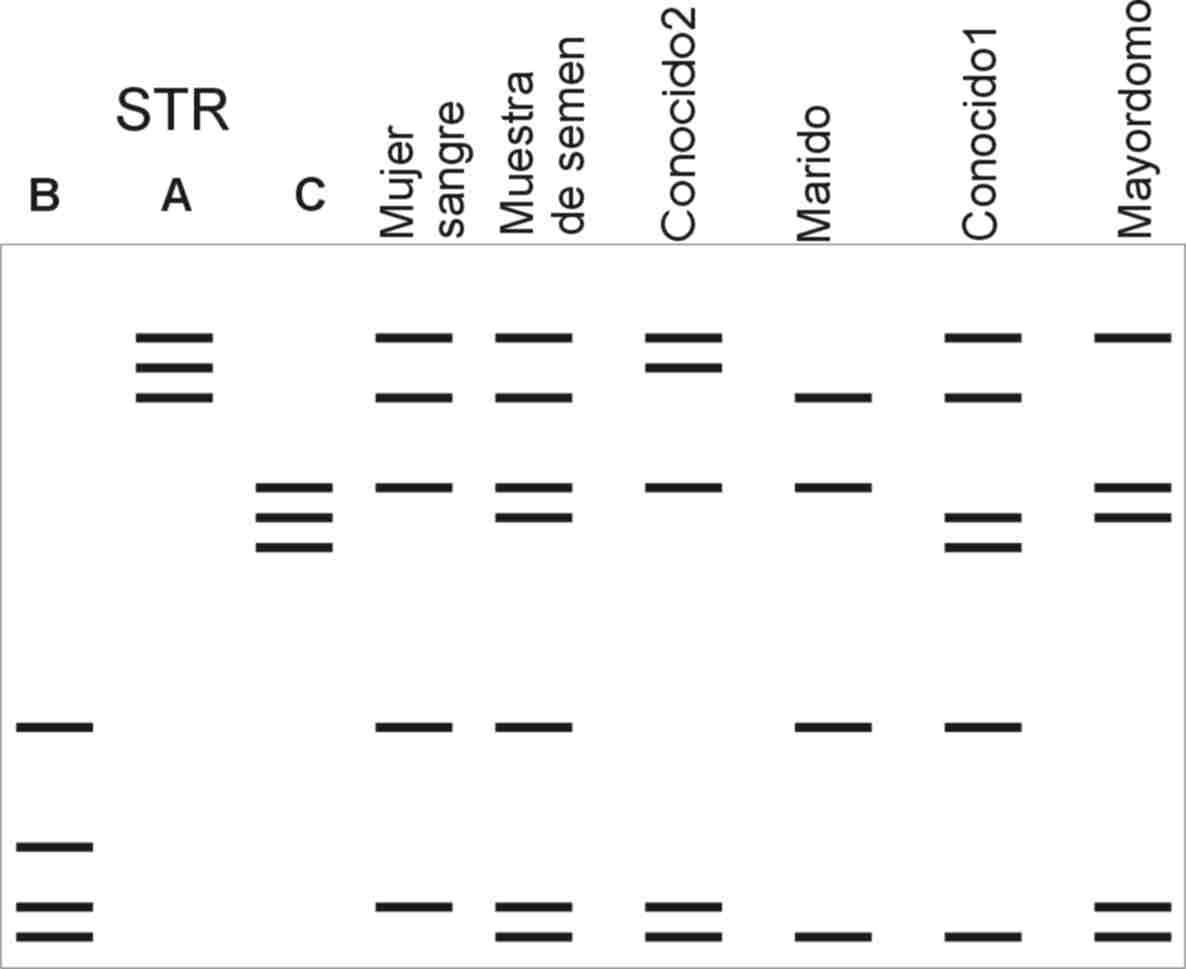 STR
B A C
Mujer
sangre
Muestra
de semen
Conocido2
Marido
Conocido1
Mayordomo